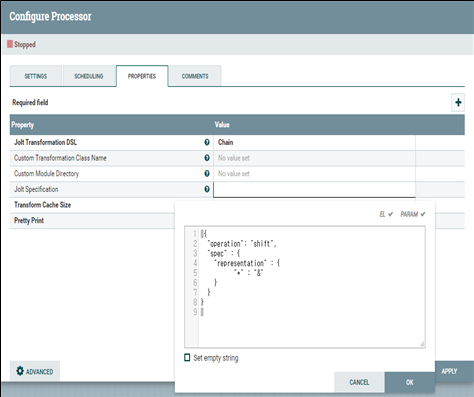 Configure Processor
Stopped
SETTINGS SCHEDULING PROPERTIES COMMENTS
Required field
Property Value
Jolt Transformation DSL Chain
Custom Transformation Class Name No value set
Custom Module Directory No value set
Jolt Specification
Transform Cache Size
Pretty Print
EL PARAM
1 [{
2 "operation": "shift",
3 "spec" : {
4 "representation" : {
5 "*" : "&"
6 }
7 }
8 }
9 ]
Set empty string
CANCEL OK
ADVANCED APPLY